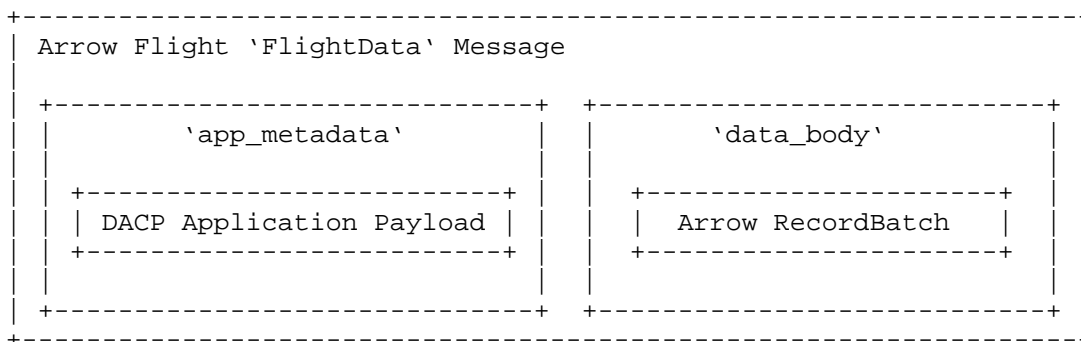 Arrow Flight ‘FlightData‘ Message
‘app_metadata‘ ‘data_body‘
DACP Application Payload Arrow RecordBatch